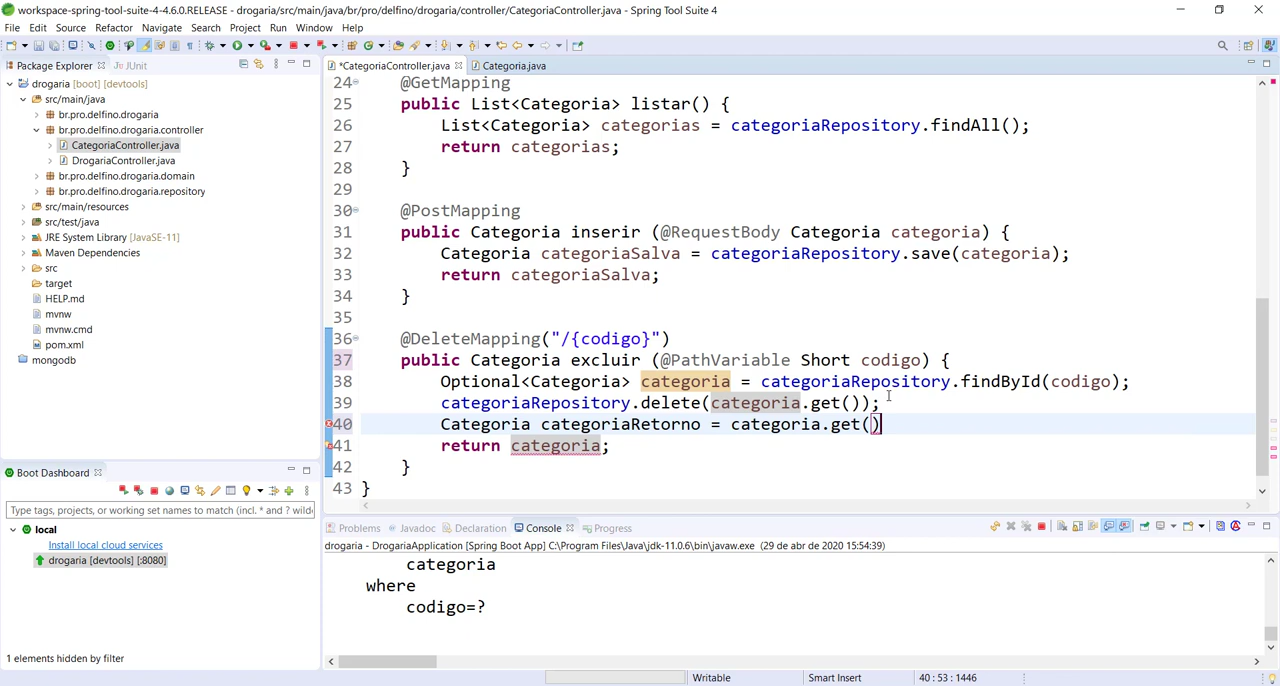 workspace-spring-tool-suite-4-4.6.0.RELEASE - drogaria/src/main/java/br/pro/delfino/drogaria/controller/CategoriaController.java - Spring Tool Suite 4
File Edit Source Refactor Navigate Search Project Run Window Help
Package Explorer JUnit
*CategoriaController.java Categoria.java
drogaria [boot] [devtools]
src/main/java
br.pro.delfino.drogaria
br.pro.delfino.drogaria.controller
CategoriaController.java
DrogariaController.java
br.pro.delfino.drogaria.domain
br.pro.delfino.drogaria.repository
src/main/resources
src/test/java
JRE System Library [JavaSE-11]
Maven Dependencies
src
target
HELP.md
mvnw
mvnw.cmd
pom.xml
mongodb
24 @GetMapping
25 public List<Categoria> listar() {
26 List<Categoria> categorias = categoriaRepository.findAll();
27 return categorias;
28 }
29
30 @PostMapping
31 public Categoria inserir (@RequestBody Categoria categoria) {
32 Categoria categoriaSalva = categoriaRepository.save(categoria);
33 return categoriaSalva;
34 }
35
36 @DeleteMapping("/{codigo}")
37 public Categoria excluir (@PathVariable Short codigo) {
38 Optional<Categoria> categoria = categoriaRepository.findById(codigo);
39 categoriaRepository.delete(categoria.get());
40 Categoria categoriaRetorno = categoria.get()
41 return categoria;
42 }
43 }
Boot Dashboard
Type tags, projects, or working set names to match (incl. * and ? wild
local
Install local cloud services
drogaria [devtools] [:8080]
1 elements hidden by filter
Problems Javadoc Declaration Console Progress
drogaria - DrogariaApplication [Spring Boot App] C:\Program Files\Java\jdk-11.0.6\bin\javaw.exe (29 de abr de 2020 15:54:39)
categoria
where
codigo=?
Writable Smart Insert 40 : 53 : 1446